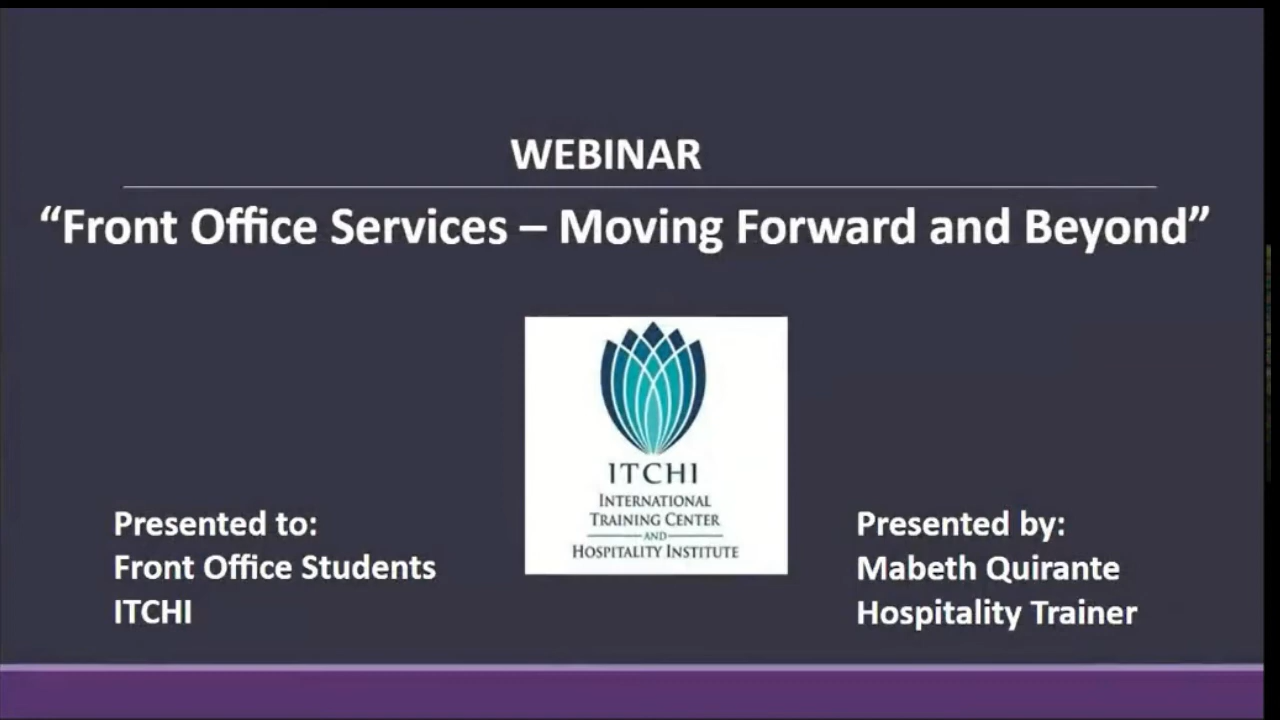 WEBINAR
“Front Office Services – Moving Forward and Beyond”
ITCHI
INTERNATIONAL
TRAINING CENTER
AND
HOSPITALITY INSTITUTE
Presented to:
Front Office Students
ITCHI
Presented by:
Mabeth Quirante
Hospitality Trainer